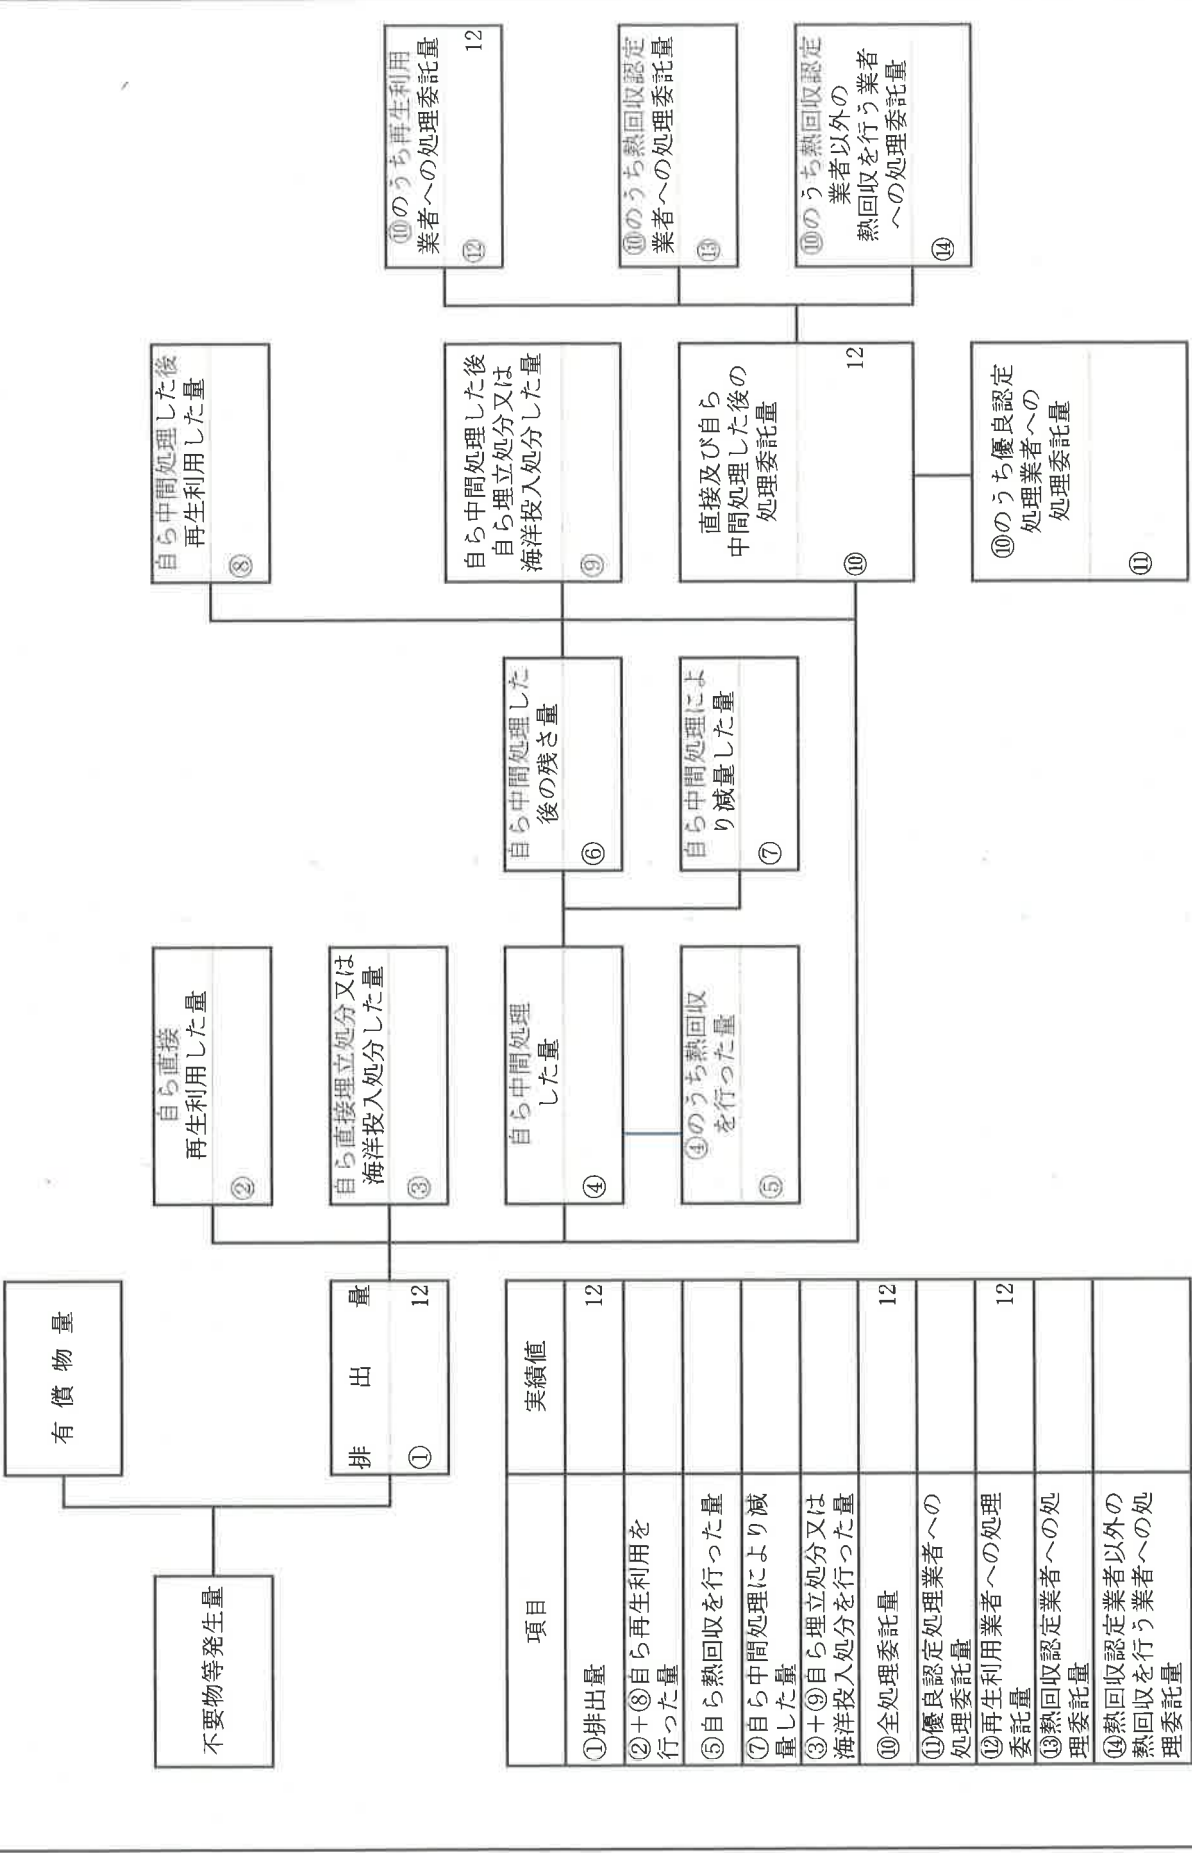 不要物等発生量
有償物量
排出量
① 12
自ら直接
再生利用した量
②
自ら直接埋立処分又は
海洋投入処分した量
③
自ら中間処理
した量
④
④のうち熱回収
を行った量
⑤
自ら中間処理した
後の残さ量
⑥
自ら中間処理によ
り減量した量
⑦
自ら中間処理した後
再生利用した量
⑧
自ら中間処理した後
自ら埋立処分又は
海洋投入処分した量
⑨
直接及び自ら
中間処理した後の
処理委託量
⑩ 12
⑩のうち優良認定
処理業者への
処理委託量
⑪
⑩のうち再生利用
業者への処理委託量
⑫ 12
⑩のうち熱回収認定
業者への処理委託量
⑬
⑩のうち熱回収認定
業者以外の
熱回収を行う業者
への処理委託量
⑭
項目 実績値
①排出量 12
②+⑧自ら再生利用を
行った量
⑤自ら熱回収を行った量
⑦自ら中間処理により減
量した量
③+⑨自ら埋立処分又は
海洋投入処分を行った量
⑩全処理委託量 12
⑪優良認定処理業者への
処理委託量
⑫再生利用業者への処理
委託量 12
⑬熱回収認定業者への処
理委託量
⑭熱回収認定業者以外の
熱回収を行う業者への処
理委託量